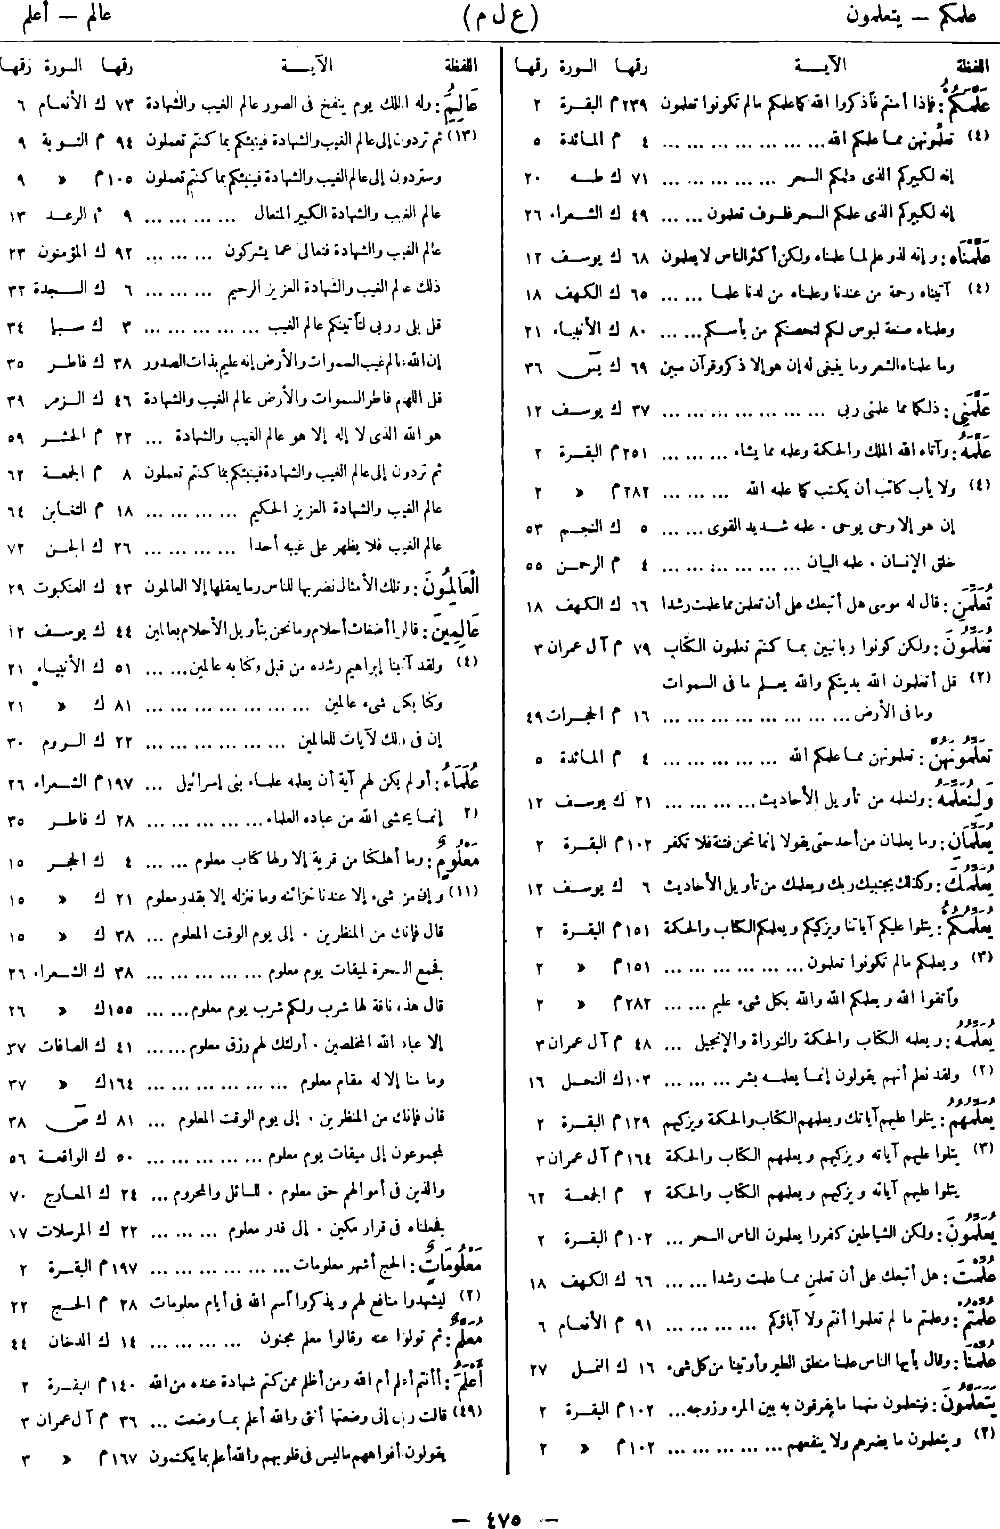 علمكم — يتعلمون
(ع ل م)
عالم — أعلم
اللفظة الآيــــة رقمها السورة رقمها
عَلَّمَكُمْ : فإذا أمنتم فاذكروا الله كما علمكم مالم تكونوا تعلمون ٢٣٩ م البقرة ٢
(٤) تعلمونهن مما علمكم الله ... ... ... ... ... ... ٤ م المائدة ٥
إنه لكبيركم الذى علمكم السحر ... ... ... ... ٧١ ك طــه ٢٠
إنه لكبيركم الذى علمكم السحر فلسوف تعلمون ... ... ٤٩ ك الشعراء ٢٦
عَلَّمْنَاه : وإنه لذو علم لما علمناه ولكن أكثر الناس لا يعلمون ٦٨ ك يوسف ١٢
(٤) آتيناه رحمة من عندنا وعلمناه من لدنا علما ... ... ٦٥ ك الكهف ١٨
وعلمناه صنعة لبوس لكم لتحصنكم من بأسكم ... ... ٨٠ ك الأنبياء ٢١
وما علمناه الشعر وما ينبغى له إن هو إلا ذكر وقرآن مبين ٦٩ ك يس ٣٦
عَلَّمَنِى : ذلكما مما علمنى ربى ... ... ... ... ... ... ٣٧ ك يوسف ١٢
عَلَّمَهُ : وآتاه الله الملك والحكمة وعلمه مما يشاء ... ... ... ٢٥١ م البقرة ٢
(٤) ولا يأب كاتب أن يكتب كما علمه الله ... ... ... ٢٨٢ م » ٢
إن هو إلا وحى يوحى ٠ علمه شديد القوى ... ... ... ٥ ك النجم ٥٣
خلق الإنسان ٠ علمه البيان ... ... ... ... ... ... ٤ م الرحمن ٥٥
تُعَلِّمَنِ : قال له موسى هل أتبعك على أن تعلمن مما علمت رشدا ٦٦ ك الكهف ١٨
تُعَلِّمُونَ : ولكن كونوا ربانيين بما كنتم تعلمون الكتاب ٧٩ م آل عمران ٣
(٢) قل أتعلمون الله بدينكم والله يعلم ما فى السموات
وما فى الأرض ... ... ... ... ... ... ... ... ١٦ م الحجرات ٤٩
تُعَلِّمُونَهُنَّ : تعلمونهن مما علمكم الله ... ... ... ... ٤ م المائدة ٥
وَلِنُعَلِّمَهُ : ولنعلمه من تأويل الأحاديث ... ... ... ... ٢١ ك يوسف ١٢
يُعَلِّمَانِ : وما يعلمان من أحد حتى يقولا إنما نحن فتنة فلا تكفر ١٠٢ م البقرة ٢
يُعَلِّمُكَ : وكذلك يجتبيك ربك ويعلمك من تأويل الأحاديث ٦ ك يوسف ١٢
يُعَلِّمُكُمُ : يتلوا عليكم آياتنا ويزكيكم ويعلمكم الكتاب والحكمة ١٥١ م البقرة ٢
(٣) ويعلمكم مالم تكونوا تعلمون ... ... ... ... ... ١٥١ م » ٢
واتقوا الله ويعلمكم الله والله بكل شىء عليم ... ... ٢٨٢ م » ٢
يُعَلِّمُهُ : ويعلمه الكتاب والحكمة والتوراة والإنجيل ... ٤٨ م آل عمران ٣
(٢) ولقد نعلم أنهم يقولون إنما يعلمه بشر ... ... ... ١٠٣ ك النحل ١٦
يُعَلِّمُهُمُ : يتلوا عليهم آياتك ويعلمهم الكتاب والحكمة ويزكيهم ١٢٩ م البقرة ٢
(٣) يتلوا عليهم آياته ويزكيهم ويعلمهم الكتاب والحكمة ١٦٤ م آل عمران ٣
يتلوا عليهم آياته ويزكيهم ويعلمهم الكتاب والحكمة ٢ م الجمعة ٦٢
يُعَلِّمُونَ : ولكن الشياطين كفروا يعلمون الناس السحر ... ١٠٢ م البقرة ٢
عُلِّمْتَ : هل أتبعك على أن تعلمن مما علمت رشدا ... ... ٦٦ ك الكهف ١٨
عُلِّمْتُمْ : وعلمتم ما لم تعلموا أنتم ولا آباؤكم ... ... ... ... ٩١ م الأنعام ٦
عُلِّمْنَا : وقال يأيها الناس علمنا منطق الطير وأوتينا من كل شىء ١٦ ك النمل ٢٧
يَتَعَلَّمُونَ : فيتعلمون منهما ما يفرقون به بين المرء وزوجه ... ١٠٢ م البقرة ٢
(٢) ويتعلمون ما يضرهم ولا ينفعهم ... ... ... ... ... ١٠٢ م » ٢
اللفظة الآيــــة رقمها السورة رقمها
عَالِمُ : وله الملك يوم ينفخ فى الصور عالم الغيب والشهادة ٧٣ ك الأنعام ٦
(١٣) ثم تردون إلى عالم الغيب والشهادة فينبئكم بما كنتم تعملون ٩٤ م التوبة ٩
وستردون إلى عالم الغيب والشهادة فينبئكم بما كنتم تعملون ١٠٥ م » ٩
عالم الغيب والشهادة الكبير المتعال ... ... ... ... ٩ م الرعد ١٣
عالم الغيب والشهادة فتعالى عما يشركون ... ... ... ٩٢ ك المؤمنون ٢٣
ذلك عالم الغيب والشهادة العزيز الرحيم ... ... ... ٦ ك السجدة ٣٢
قل بلى وربى لتأتينكم عالم الغيب ... ... ... ... ... ٣ ك سبإ ٣٤
إن الله عالم غيب السموات والأرض إنه عليم بذات الصدور ٣٨ ك فاطر ٣٥
قل اللهم فاطر السموات والأرض عالم الغيب والشهادة ٤٦ ك الزمر ٣٩
هو الله الذى لا إله إلا هو عالم الغيب والشهادة ... ... ٢٢ م الحشر ٥٩
ثم تردون إلى عالم الغيب والشهادة فينبئكم بما كنتم تعملون ٨ م الجمعة ٦٢
عالم الغيب والشهادة العزيز الحكيم ... ... ... ... ١٨ م التغابن ٦٤
عالم الغيب فلا يظهر على غيبه أحدا ... ... ... ... ٢٦ ك الجن ٧٢
الْعَالِمُونَ : وتلك الأمثال نضربها للناس وما يعقلها إلا العالمون ٤٣ ك العنكبوت ٢٩
عَالِمِينَ : قالوا أضغاث أحلام وما نحن بتأويل الأحلام بعالمين ٤٤ ك يوسف ١٢
(٤) ولقد آتينا إبراهيم رشده من قبل وكنا به عالمين ... ... ٥١ ك الأنبياء ٢١
وكنا بكل شىء عالمين ... ... ... ... ... ... ... ٨١ ك » ٢١
إن فى ذلك لآيات للعالمين ... ... ... ... ... ... ٢٢ ك الروم ٣٠
عُلَمَاءُ : أو لم يكن لهم آية أن يعلمه علماء بنى إسرائيل ... ١٩٧ م الشعراء ٢٦
(٢) إنما يخشى الله من عباده العلماء ... ... ... ... ... ٢٨ ك فاطر ٣٥
مَعْلُومٌ : وما أهلكنا من قرية إلا ولها كتاب معلوم ... ... ٤ ك الحجر ١٥
(١١) وإن من شىء إلا عندنا خزائنه وما ننزله إلا بقدر معلوم ٢١ ك » ١٥
قال فإنك من المنظرين ٠ إلى يوم الوقت المعلوم ... ٣٨ ك » ١٥
فجمع السحرة لميقات يوم معلوم ... ... ... ... ... ٣٨ ك الشعراء ٢٦
قال هذه ناقة لها شرب ولكم شرب يوم معلوم ... ... ١٥٥ ك » ٢٦
إلا عباد الله المخلصين ٠ أولئك لهم رزق معلوم ... ... ٤١ ك الصافات ٣٧
وما منا إلا له مقام معلوم ... ... ... ... ... ... ١٦٤ ك » ٣٧
قال فإنك من المنظرين ٠ إلى يوم الوقت المعلوم ... ٨١ ك ص ٣٨
لمجموعون إلى ميقات يوم معلوم ... ... ... ... ... ٥٠ ك الواقعة ٥٦
والذين فى أموالهم حق معلوم ٠ للسائل والمحروم ... ٢٤ ك المعارج ٧٠
فجعلناه فى قرار مكين ٠ إلى قدر معلوم ... ... ... ٢٢ ك المرسلات ٧٧
مَعْلُومَاتٌ : الحج أشهر معلومات ... ... ... ... ... ... ١٩٧ م البقرة ٢
(٢) ليشهدوا منافع لهم ويذكروا اسم الله فى أيام معلومات ٢٨ م الحج ٢٢
مُعَلَّمٌ : ثم تولوا عنه وقالوا معلم مجنون ... ... ... ... ١٤ ك الدخان ٤٤
أَعْلَمُ : أأنتم أعلم أم الله ومن أظلم ممن كتم شهادة عنده من الله ١٤٠ م البقرة ٢
(٤٩) قالت رب إنى وضعتها أنثى والله أعلم بما وضعت ... ٣٦ م آل عمران ٣
يقولون أفواههم ما ليس فى قلوبهم والله أعلم بما يكتمون ١٦٧ م » ٣
— ٤٧٥ —